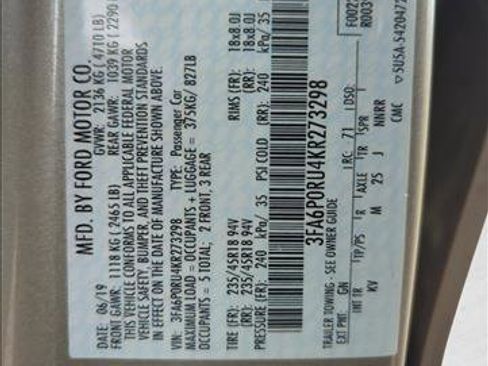 MFD. BY FORD MOTOR CO.
DATE: 06/19 GVWR: 2136 KG ( 4710 LB)
FRONT GAWR: 1118 KG (2465 LB) REAR GAWR: 1039 KG ( 2290
THIS VEHICLE CONFORMS TO ALL APPLICABLE FEDERAL MOTOR
VEHICLE SAFETY, BUMPER, AND THEFT PREVENTION STANDARDS
IN EFFECT ON THE DATE OF MANUFACTURE SHOWN ABOVE
VIN: 3FA6P0RU4KR273298 TYPE: Passenger Car
MAXIMUM LOAD = OCCUPANTS + LUGGAGE = 375KG/ 827LB
OCCUPANTS = 5 TOTAL; 2 FRONT, 3 REAR
TIRE (FR): 235/45R18 94V RIMS (FR): 18x8.0J
(RR): 235/45R18 94V (RR): 18x8.0J
PRESSURE (FR): 240 kPa/ 35 PSI COLD (RR): 240 kPa/ 35
3FA6P0RU4KR273298
TRAILER TOWING - SEE OWNER GUIDE
EXT PNT: GN RC: 71 DSO:
INT TR TP/PS R AXLE TR SPR
KV M 25 J NNRR
CMC
5U5A-5420472